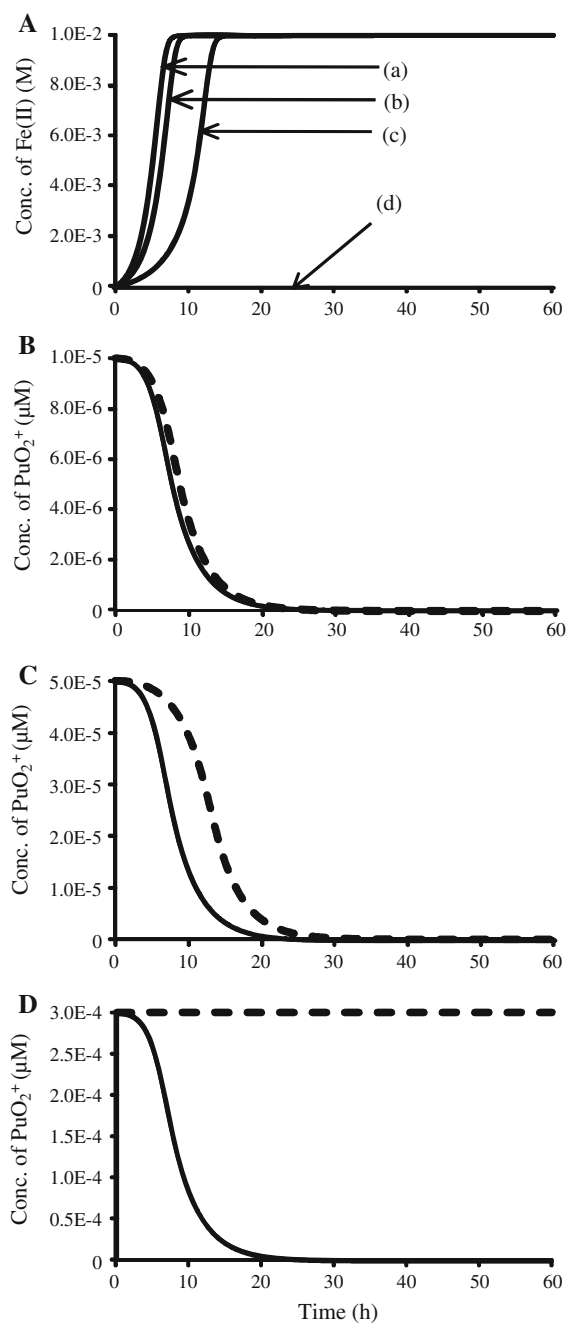 A
Conc. of Fe(II) (M)
1.0E-2
8.0E-3
6.0E-3
4.0E-3
2.0E-3
0
(a)
(b)
(c)
(d)
0 10 20 30 40 50 60
B
Conc. of PuO₂⁺ (μM)
1.0E-5
8.0E-6
6.0E-6
4.0E-6
2.0E-6
0
0 10 20 30 40 50 60
C
Conc. of PuO₂⁺ (μM)
5.0E-5
4.0E-5
3.0E-5
2.0E-5
1.0E-5
0
0 10 20 30 40 50 60
D
Conc. of PuO₂⁺ (μM)
3.0E-4
2.5E-4
2.0E-4
1.5E-4
1.0E-4
0.5E-4
0
0 10 20 30 40 50 60
Time (h)